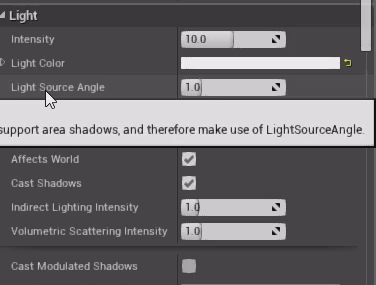 Light
Intensity 10.0
Light Color
Light Source Angle 1.0
support area shadows, and therefore make use of LightSourceAngle.
Affects World
Cast Shadows
Indirect Lighting Intensity 1.0
Volumetric Scattering Intensity 1.0
Cast Modulated Shadows